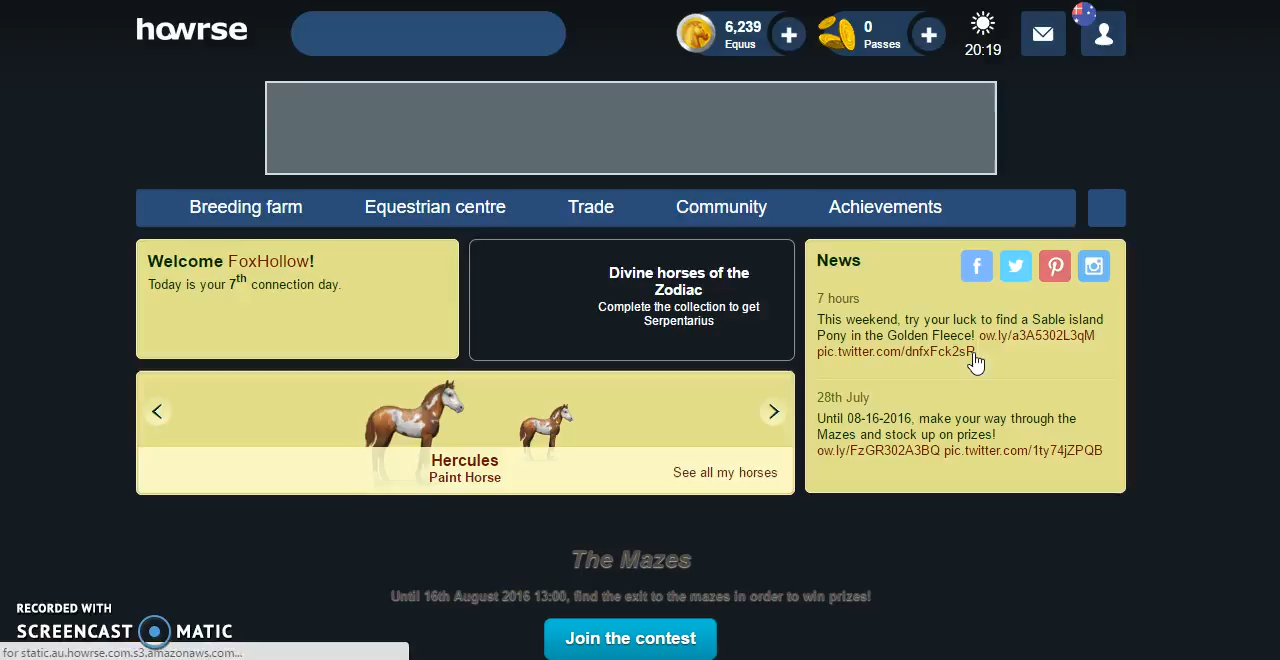 howrse
6,239
Equus
0
Passes
20:19
Breeding farm
Equestrian centre
Trade
Community
Achievements
Welcome FoxHollow!
Today is your 7th connection day.
Divine horses of the
Zodiac
Complete the collection to get
Serpentarius
News
7 hours
This weekend, try your luck to find a Sable island
Pony in the Golden Fleece! ow.ly/a3A5302L3qM
pic.twitter.com/dnfxFck2sR
28th July
Until 08-16-2016, make your way through the
Mazes and stock up on prizes!
ow.ly/FzGR302A3BQ pic.twitter.com/1ty74jZPQB
Hercules
Paint Horse
See all my horses
The Mazes
Until 16th August 2016 13:00, find the exit to the mazes in order to win prizes!
Join the contest
RECORDED WITH
SCREENCAST MATIC
for static.au.howrse.com.s3.amazonaws.com...